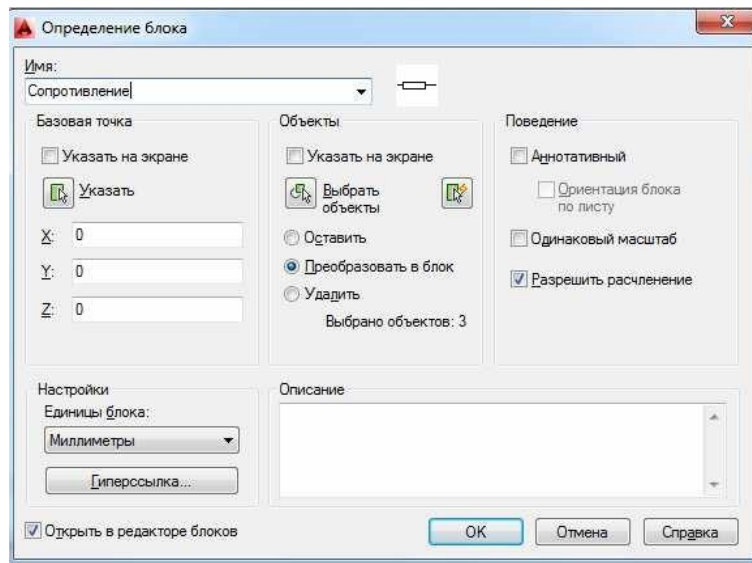 Определение блока
Имя:
Сопротивление
Базовая точка
Указать на экране
Указать
X: 0
Y: 0
Z: 0
Объекты
Указать на экране
Выбрать
объекты
Оставить
Преобразовать в блок
Удалить
Выбрано объектов: 3
Поведение
Аннотативный
Ориентация блока
по листу
Одинаковый масштаб
Разрешить расчленение
Настройки
Единицы блока:
Миллиметры
Гиперссылка...
Описание
Открыть в редакторе блоков
OK Отмена Справка